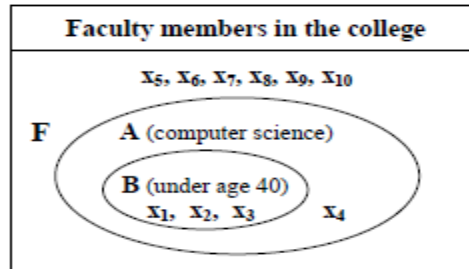 Faculty members in the college
x5, x6, x7, x8, x9, x10
F A (computer science)
B (under age 40)
x1, x2, x3 x4